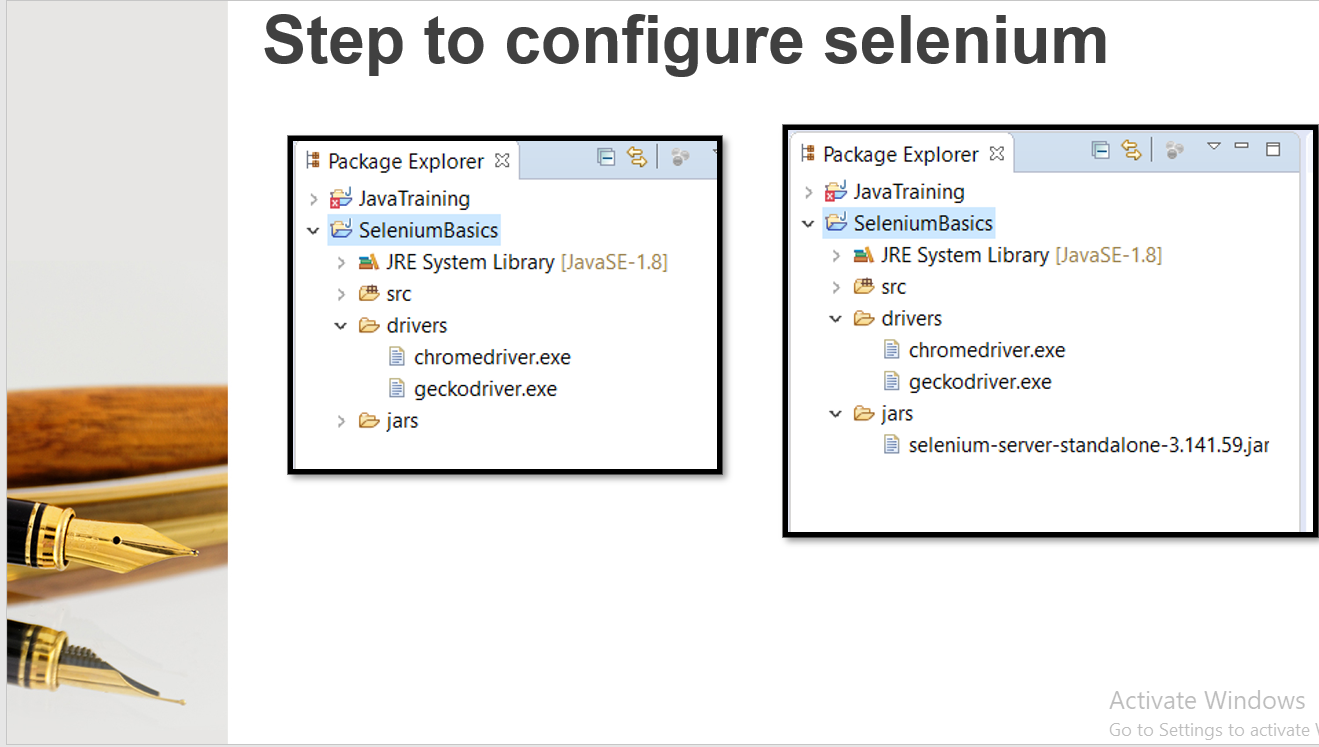 Step to configure selenium
Package Explorer
JavaTraining
SeleniumBasics
JRE System Library [JavaSE-1.8]
src
drivers
chromedriver.exe
geckodriver.exe
jars
Package Explorer
JavaTraining
SeleniumBasics
JRE System Library [JavaSE-1.8]
src
drivers
chromedriver.exe
geckodriver.exe
jars
selenium-server-standalone-3.141.59.jar
Activate Windows
Go to Settings to activate